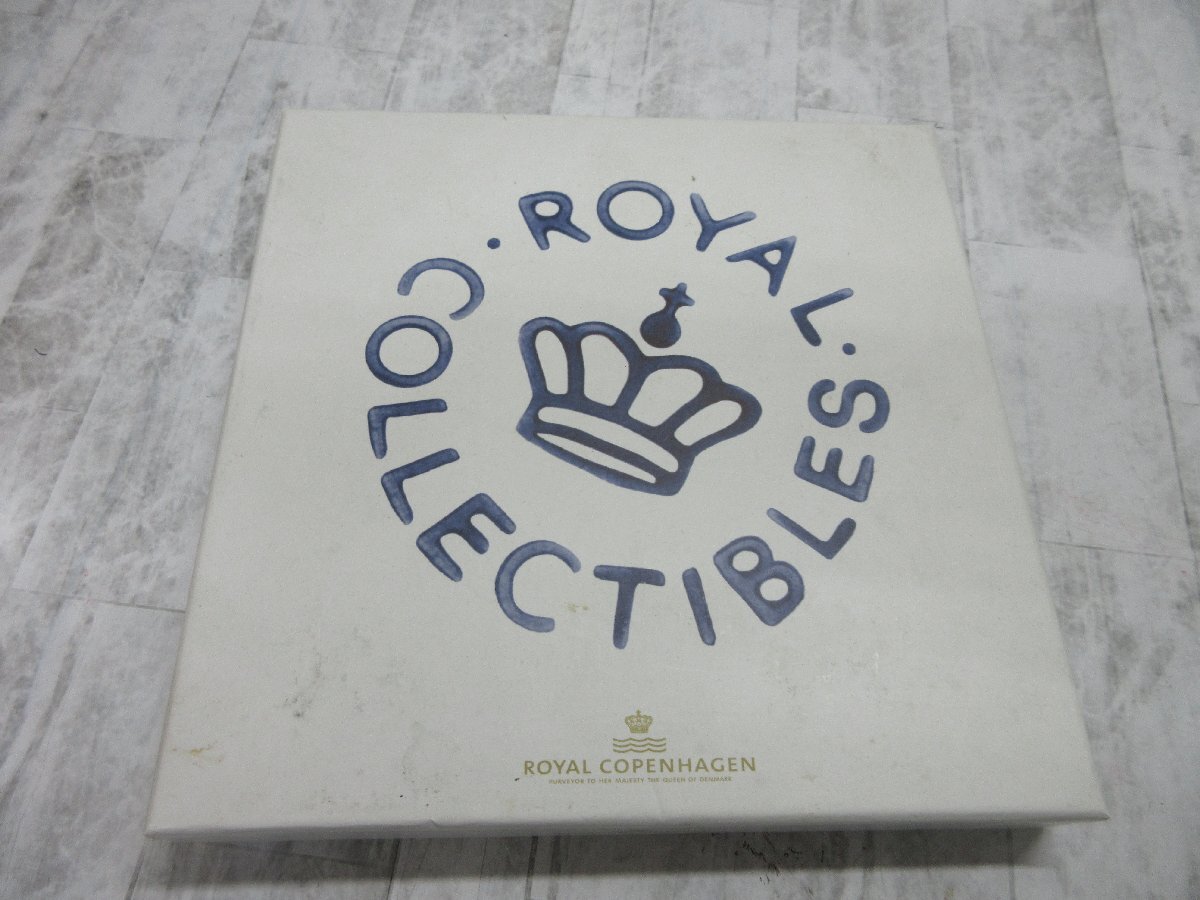 · ROYAL · COLLECTIBLES
ROYAL COPENHAGEN
PURVEYOR TO HER MAJESTY THE QUEEN OF DENMARK